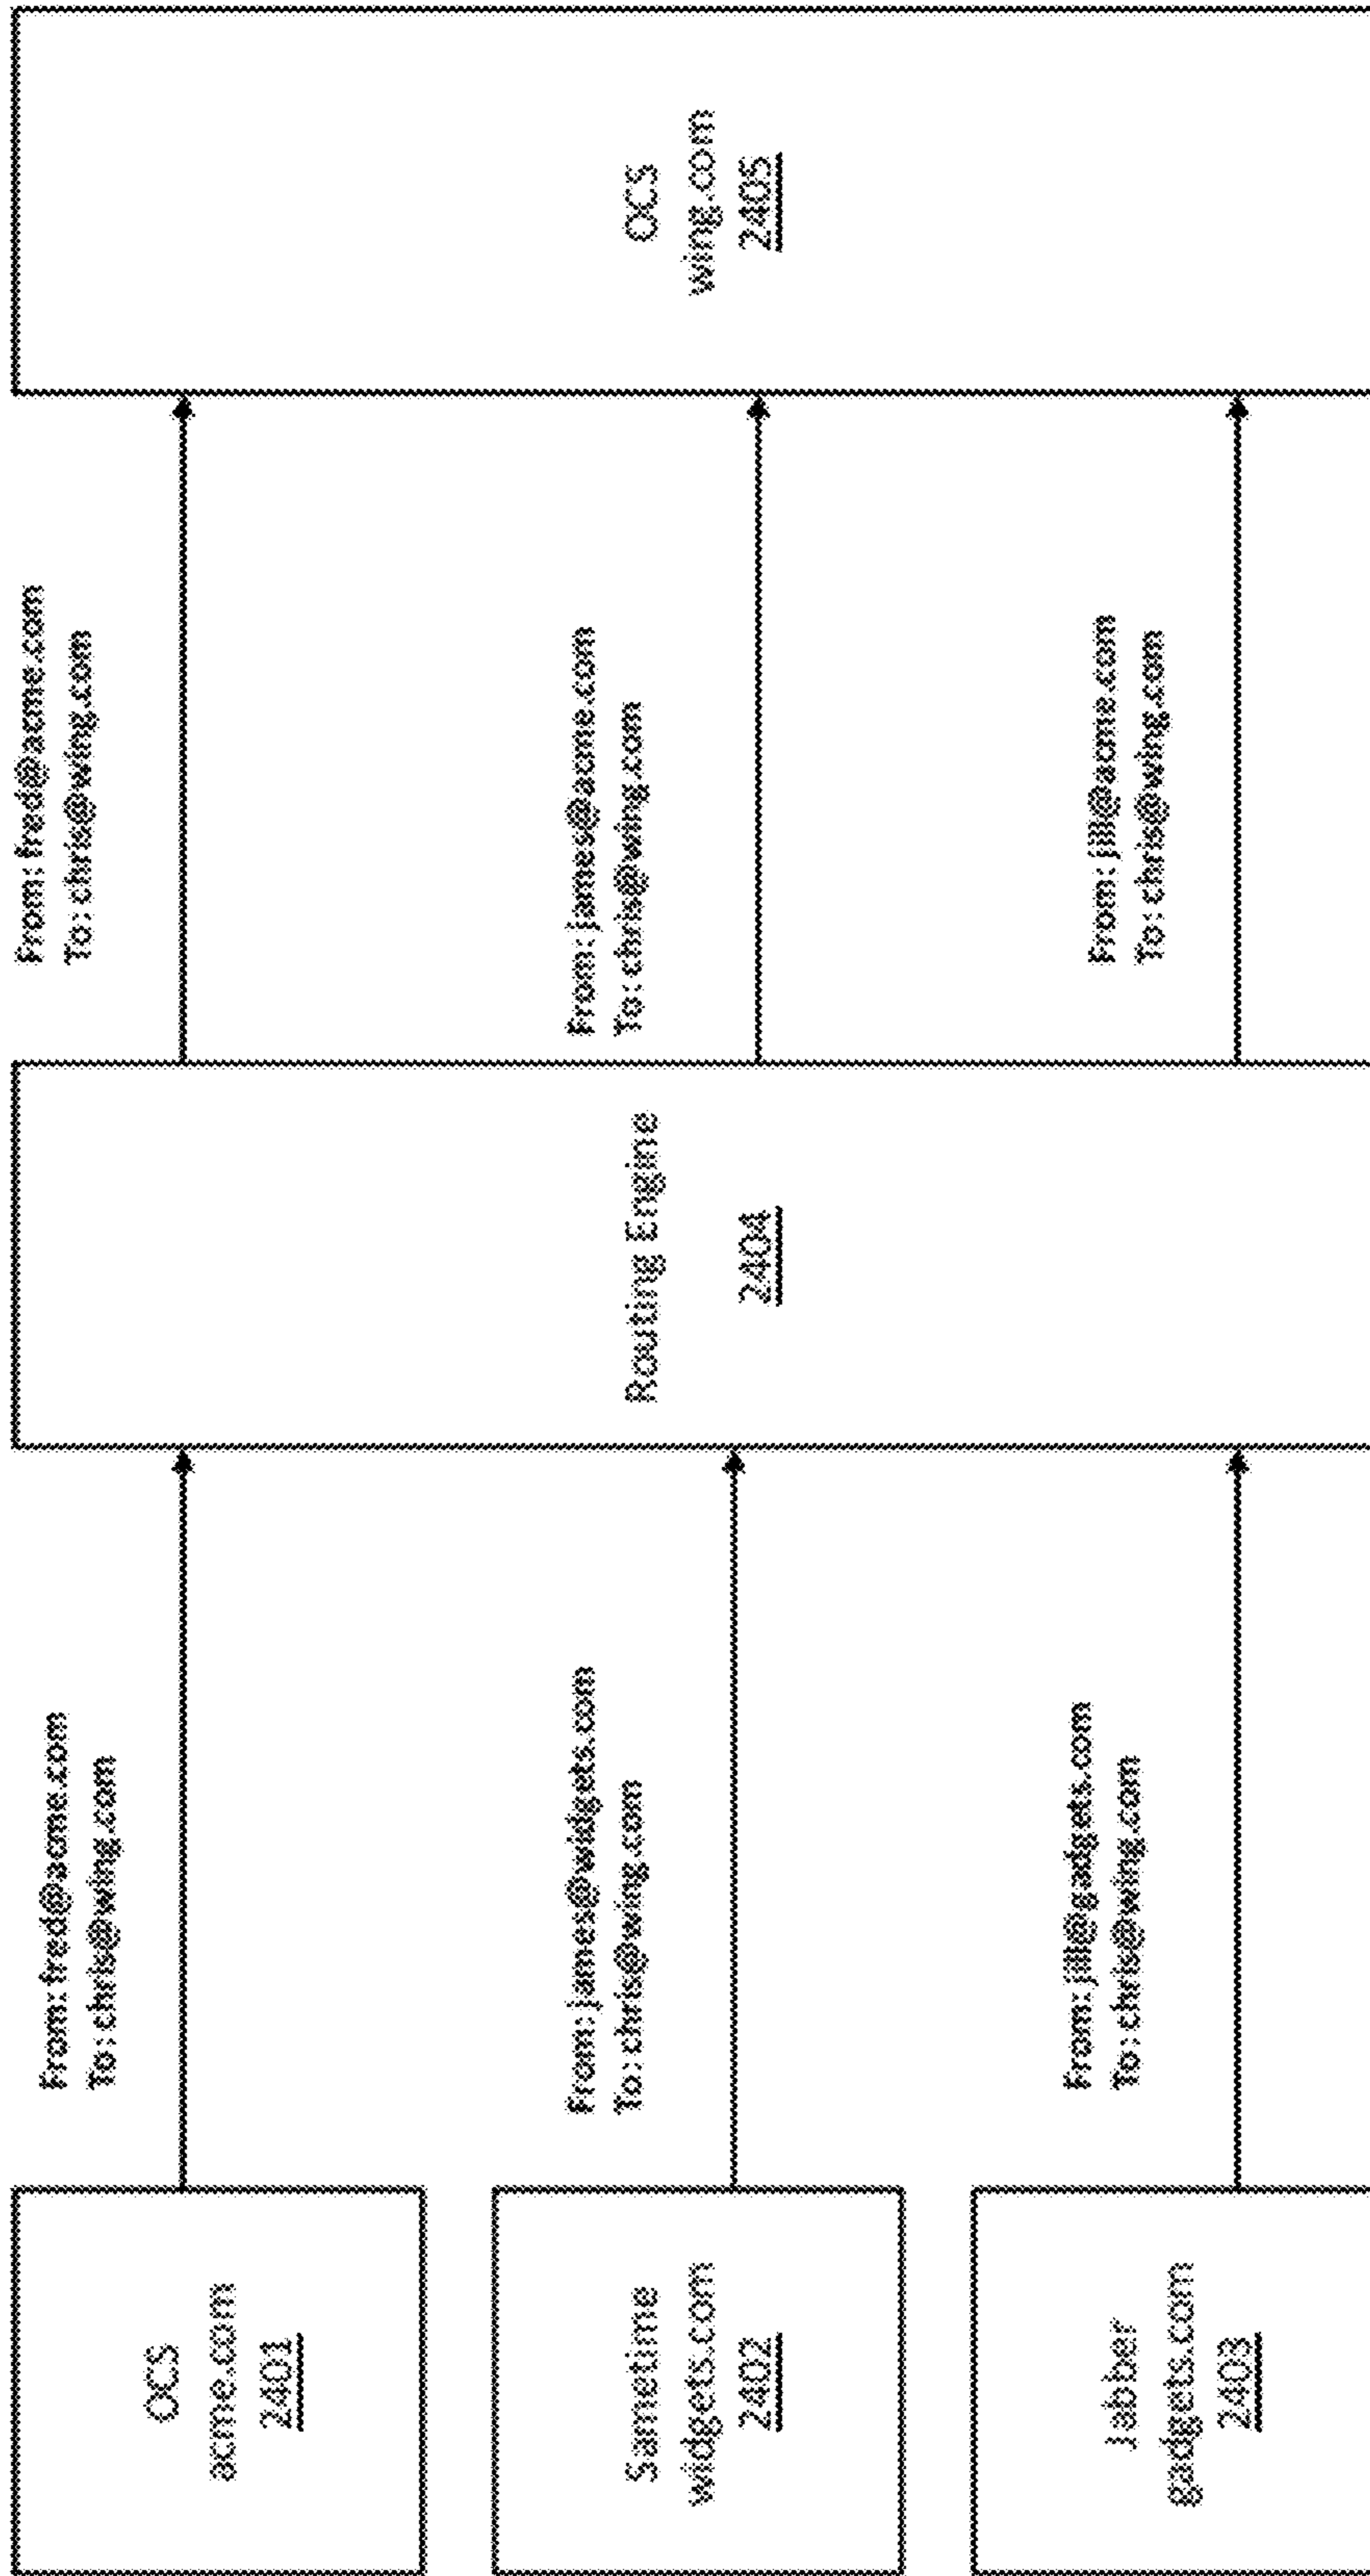 OCS
acme.com
2401
Sametime
widgets.com
2402
Jabber
gadgets.com
2403
From: fred@acme.com
To: chris@wing.com
From: james@widgets.com
To: chris@wing.com
From: jill@gadgets.com
To: chris@wing.com
Routing Engine
2404
From: fred@acme.com
To: chris@wing.com
From: james@acme.com
To: chris@wing.com
From: jill@acme.com
To: chris@wing.com
OCS
wing.com
2405